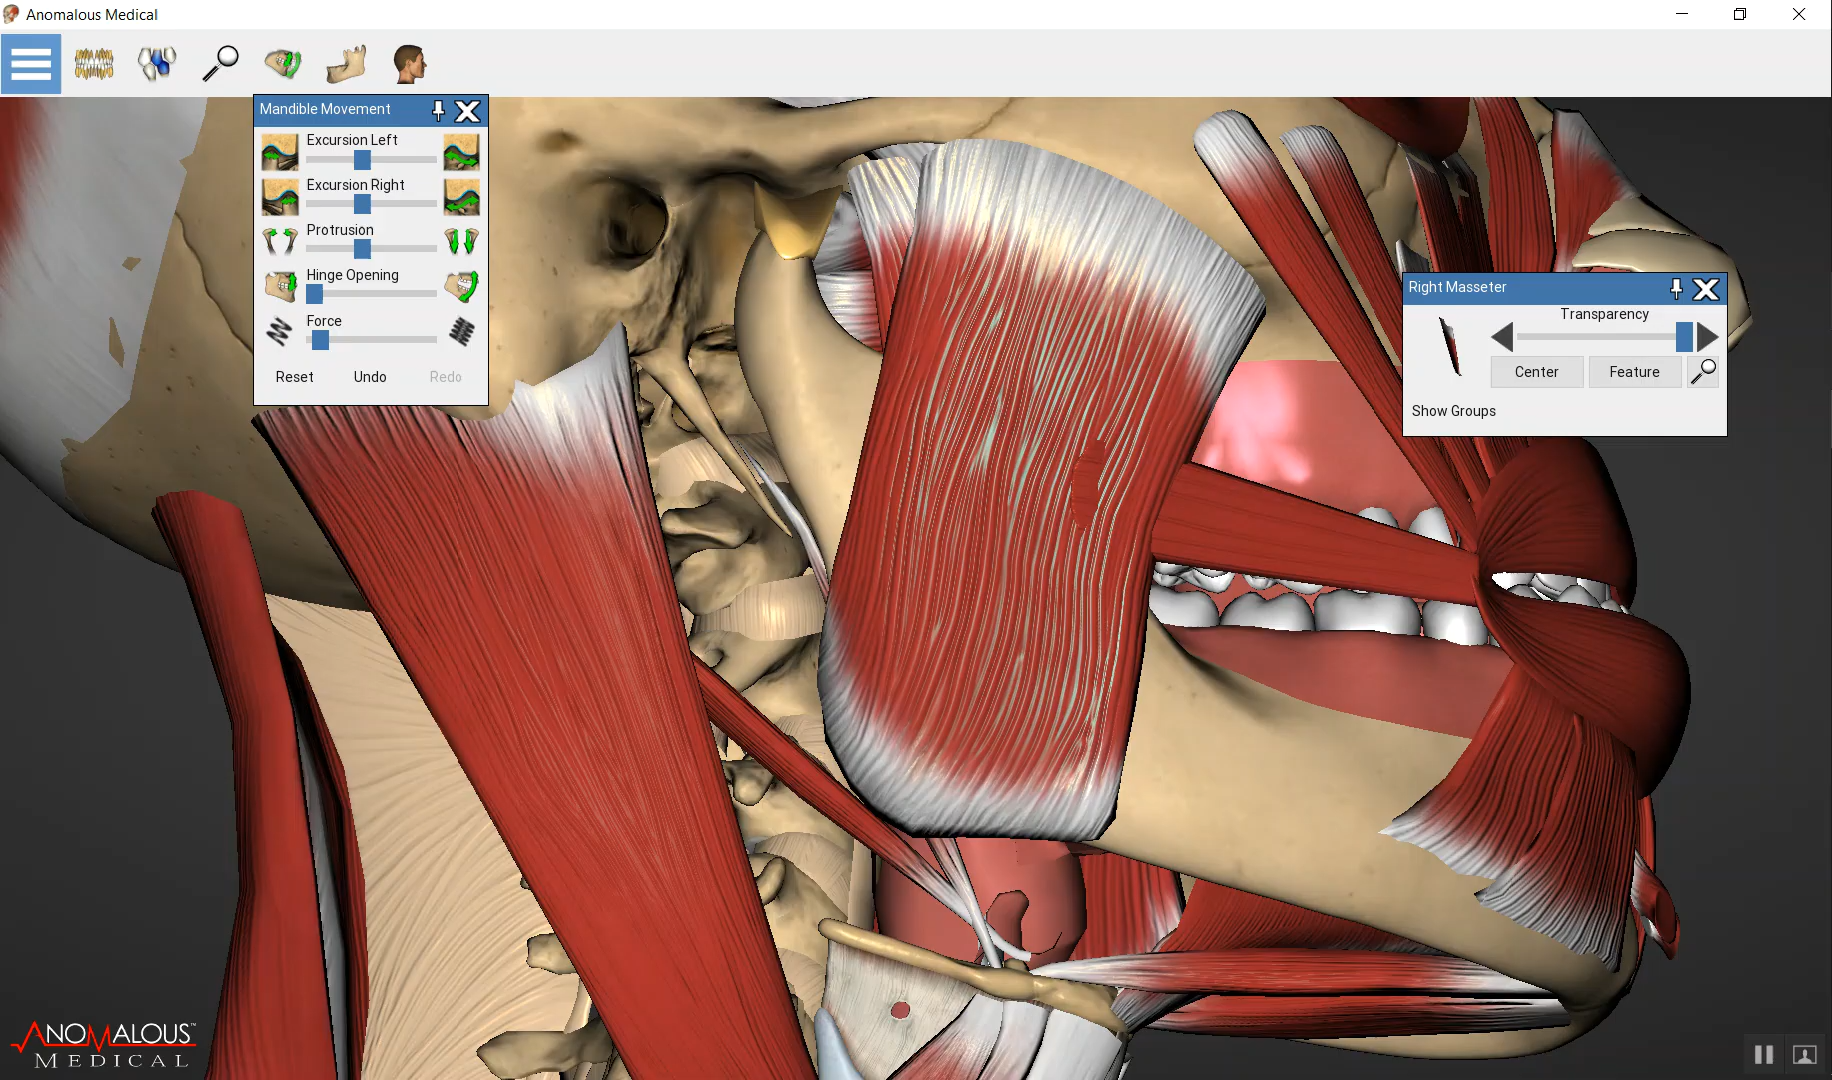 Anomalous Medical
Mandible Movement
Excursion Left
Excursion Right
Protrusion
Hinge Opening
Force
Reset Undo Redo
Right Masseter
Transparency
Center Feature
Show Groups
ANOMALOUS™
MEDICAL